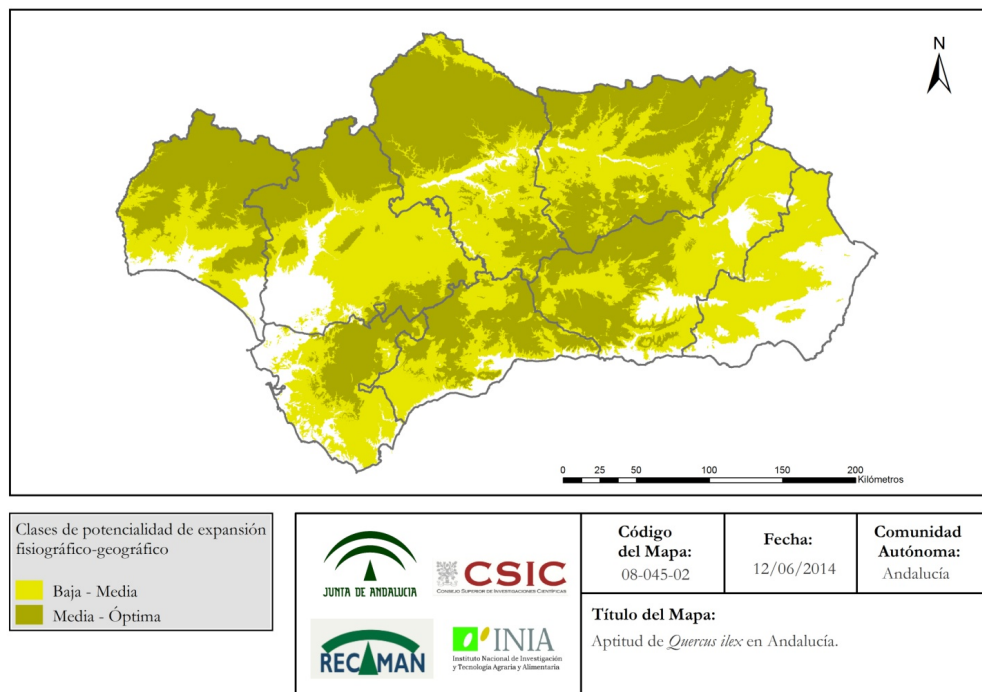 N
0 25 50 100 150 200
Kilómetros
Clases de potencialidad de expansión
fisiográfico-geográfico
Baja - Media
Media - Óptima
JUNTA DE ANDALUCIA
CSIC
CONSEJO SUPERIOR DE INVESTIGACIONES CIENTÍFICAS
RECAMAN
INIA
Instituto Nacional de Investigación
y Tecnología Agraria y Alimentaria
Código
del Mapa:
08-045-02
Fecha:
12/06/2014
Comunidad
Autónoma:
Andalucía
Título del Mapa:
Aptitud de Quercus ilex en Andalucía.